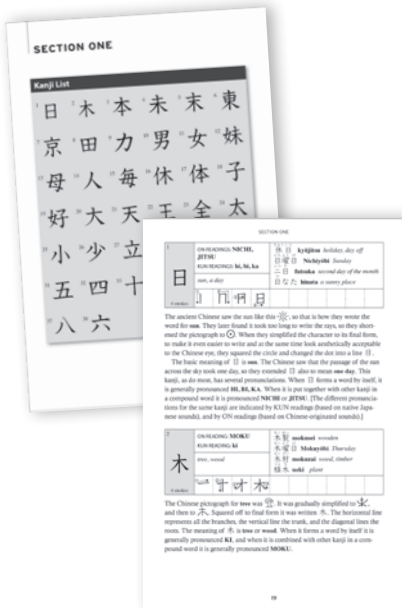 SECTION ONE
Kanji List
1 日 2 木 3 本 4 未 5 末 6 東
京 田 力 男 女 妹
母 人 毎 休 体 子
好 大 天 王 全 太
小 少 立
五 四 十
八 六
SECTION ONE
1
日
4 strokes
ON READINGS: NICHI,
JITSU
KUN READINGS: hi, bi, ka
sun, a day
休日 kyūjitsu holiday, day off
日曜日 Nichiyōbi Sunday
二日 futsuka second day of the month
日なた hinata a sunny place
The ancient Chinese saw the sun like this , so that is how they wrote the
word for sun. They later found it took too long to write the rays, so they short-
ened the pictograph to . When they simplified the character to its final form,
to make it even easier to write and at the same time look aesthetically acceptable
to the Chinese eye, they squared the circle and changed the dot into a line 日.
The basic meaning of 日 is sun. The Chinese saw that the passage of the sun
across the sky took one day, so they extended 日 also to mean one day. This
kanji, as do most, has several pronunciations. When 日 forms a word by itself, it
is generally pronounced HI, BI, KA. When it is put together with other kanji in
a compound word it is pronounced NICHI or JITSU. [The different pronuncia-
tions for the same kanji are indicated by KUN readings (based on native Japa-
nese sounds), and by ON readings (based on Chinese-originated sounds).]
2
木
4 strokes
ON READING: MOKU
KUN READING: ki
tree, wood
木製 mokusei wooden
木曜日 Mokuyōbi Thursday
木材 mokuzai wood, timber
植木 ueki plant
The Chinese pictograph for tree was . It was gradually simplified to ,
and then to . Squared off to final form it was written 木. The horizontal line
represents all the branches, the vertical line the trunk, and the diagonal lines the
roots. The meaning of 木 is tree or wood. When it forms a word by itself it is
generally pronounced KI, and when it is combined with other kanji in a com-
pound word it is generally pronounced MOKU.
19